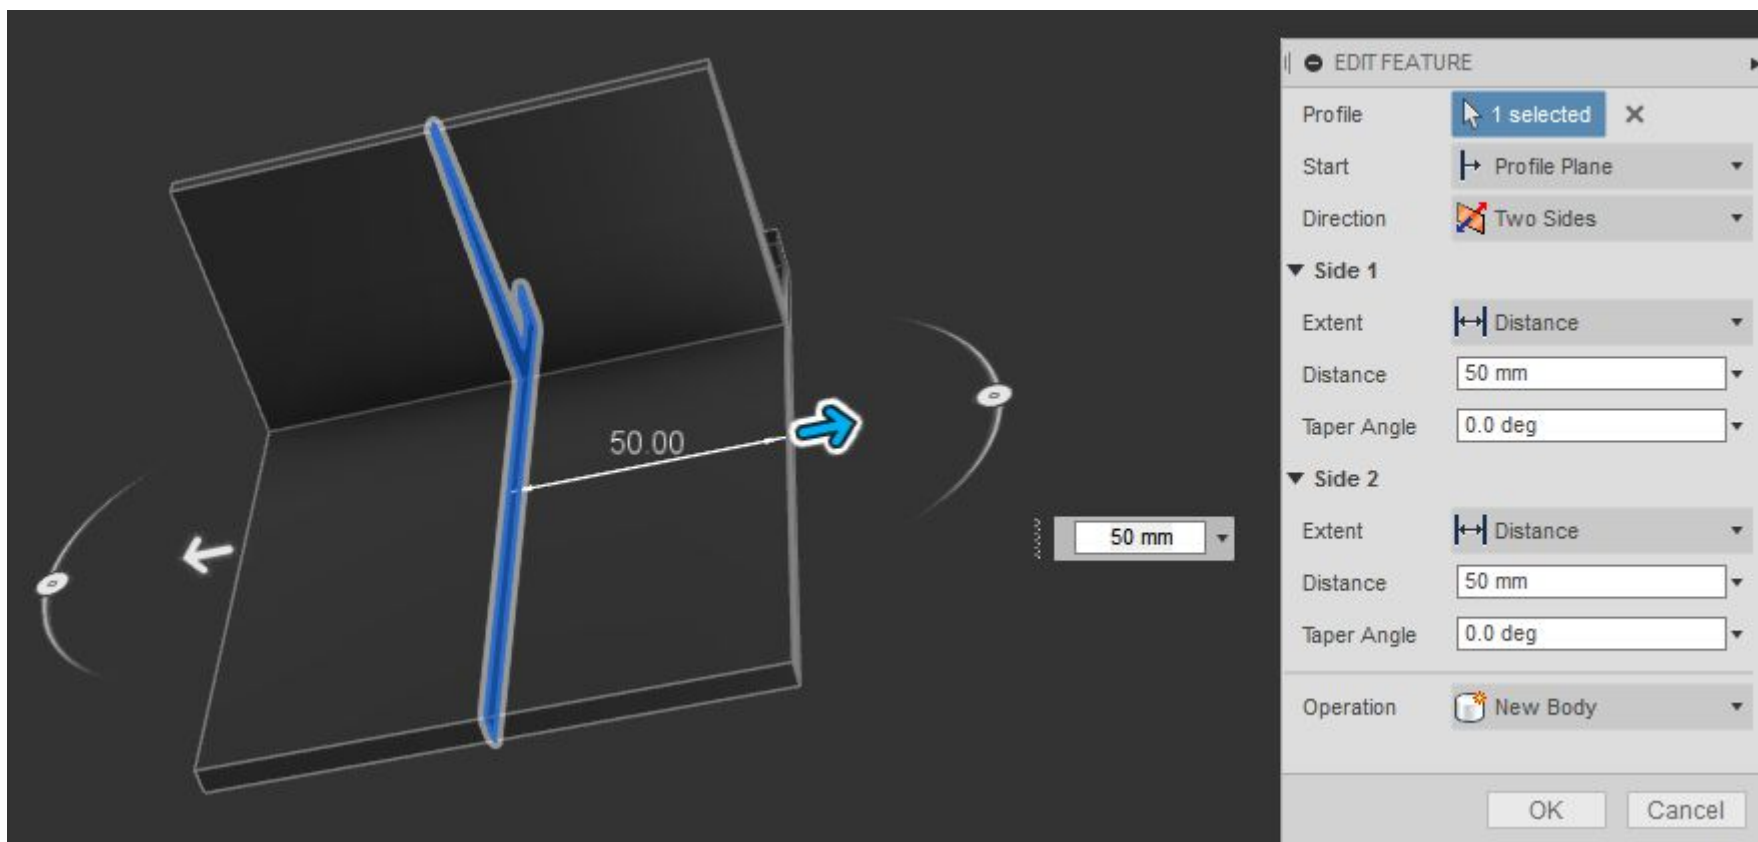 EDIT FEATURE
Profile 1 selected
Start Profile Plane
Direction Two Sides
Side 1
Extent Distance
Distance 50 mm
Taper Angle 0.0 deg
Side 2
Extent Distance
Distance 50 mm
Taper Angle 0.0 deg
Operation New Body
OK Cancel
50.00
50 mm